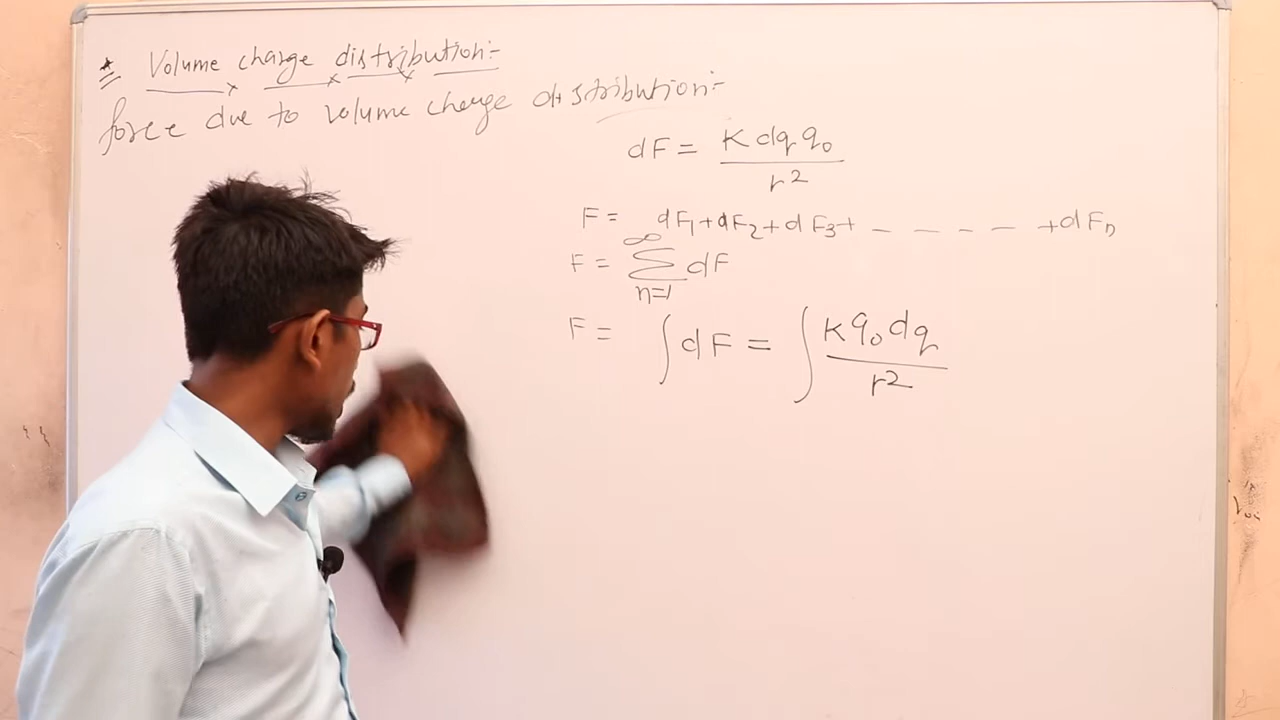 * Volume charge distribution:-
force due to volume charge distribution:-
dF = K dq q₀ / r²
F = dF₁ + dF₂ + dF₃ + - - - - - + dFₙ
F = ∞ Σ n=1 dF
F = ∫ dF = ∫ K q₀ dq / r²